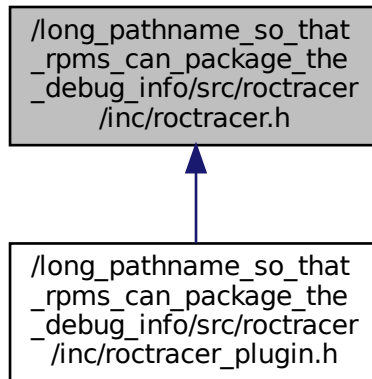 /long_pathname_so_that
_rpms_can_package_the
_debug_info/src/roctracer
/inc/roctracer.h
/long_pathname_so_that
_rpms_can_package_the
_debug_info/src/roctracer
/inc/roctracer_plugin.h